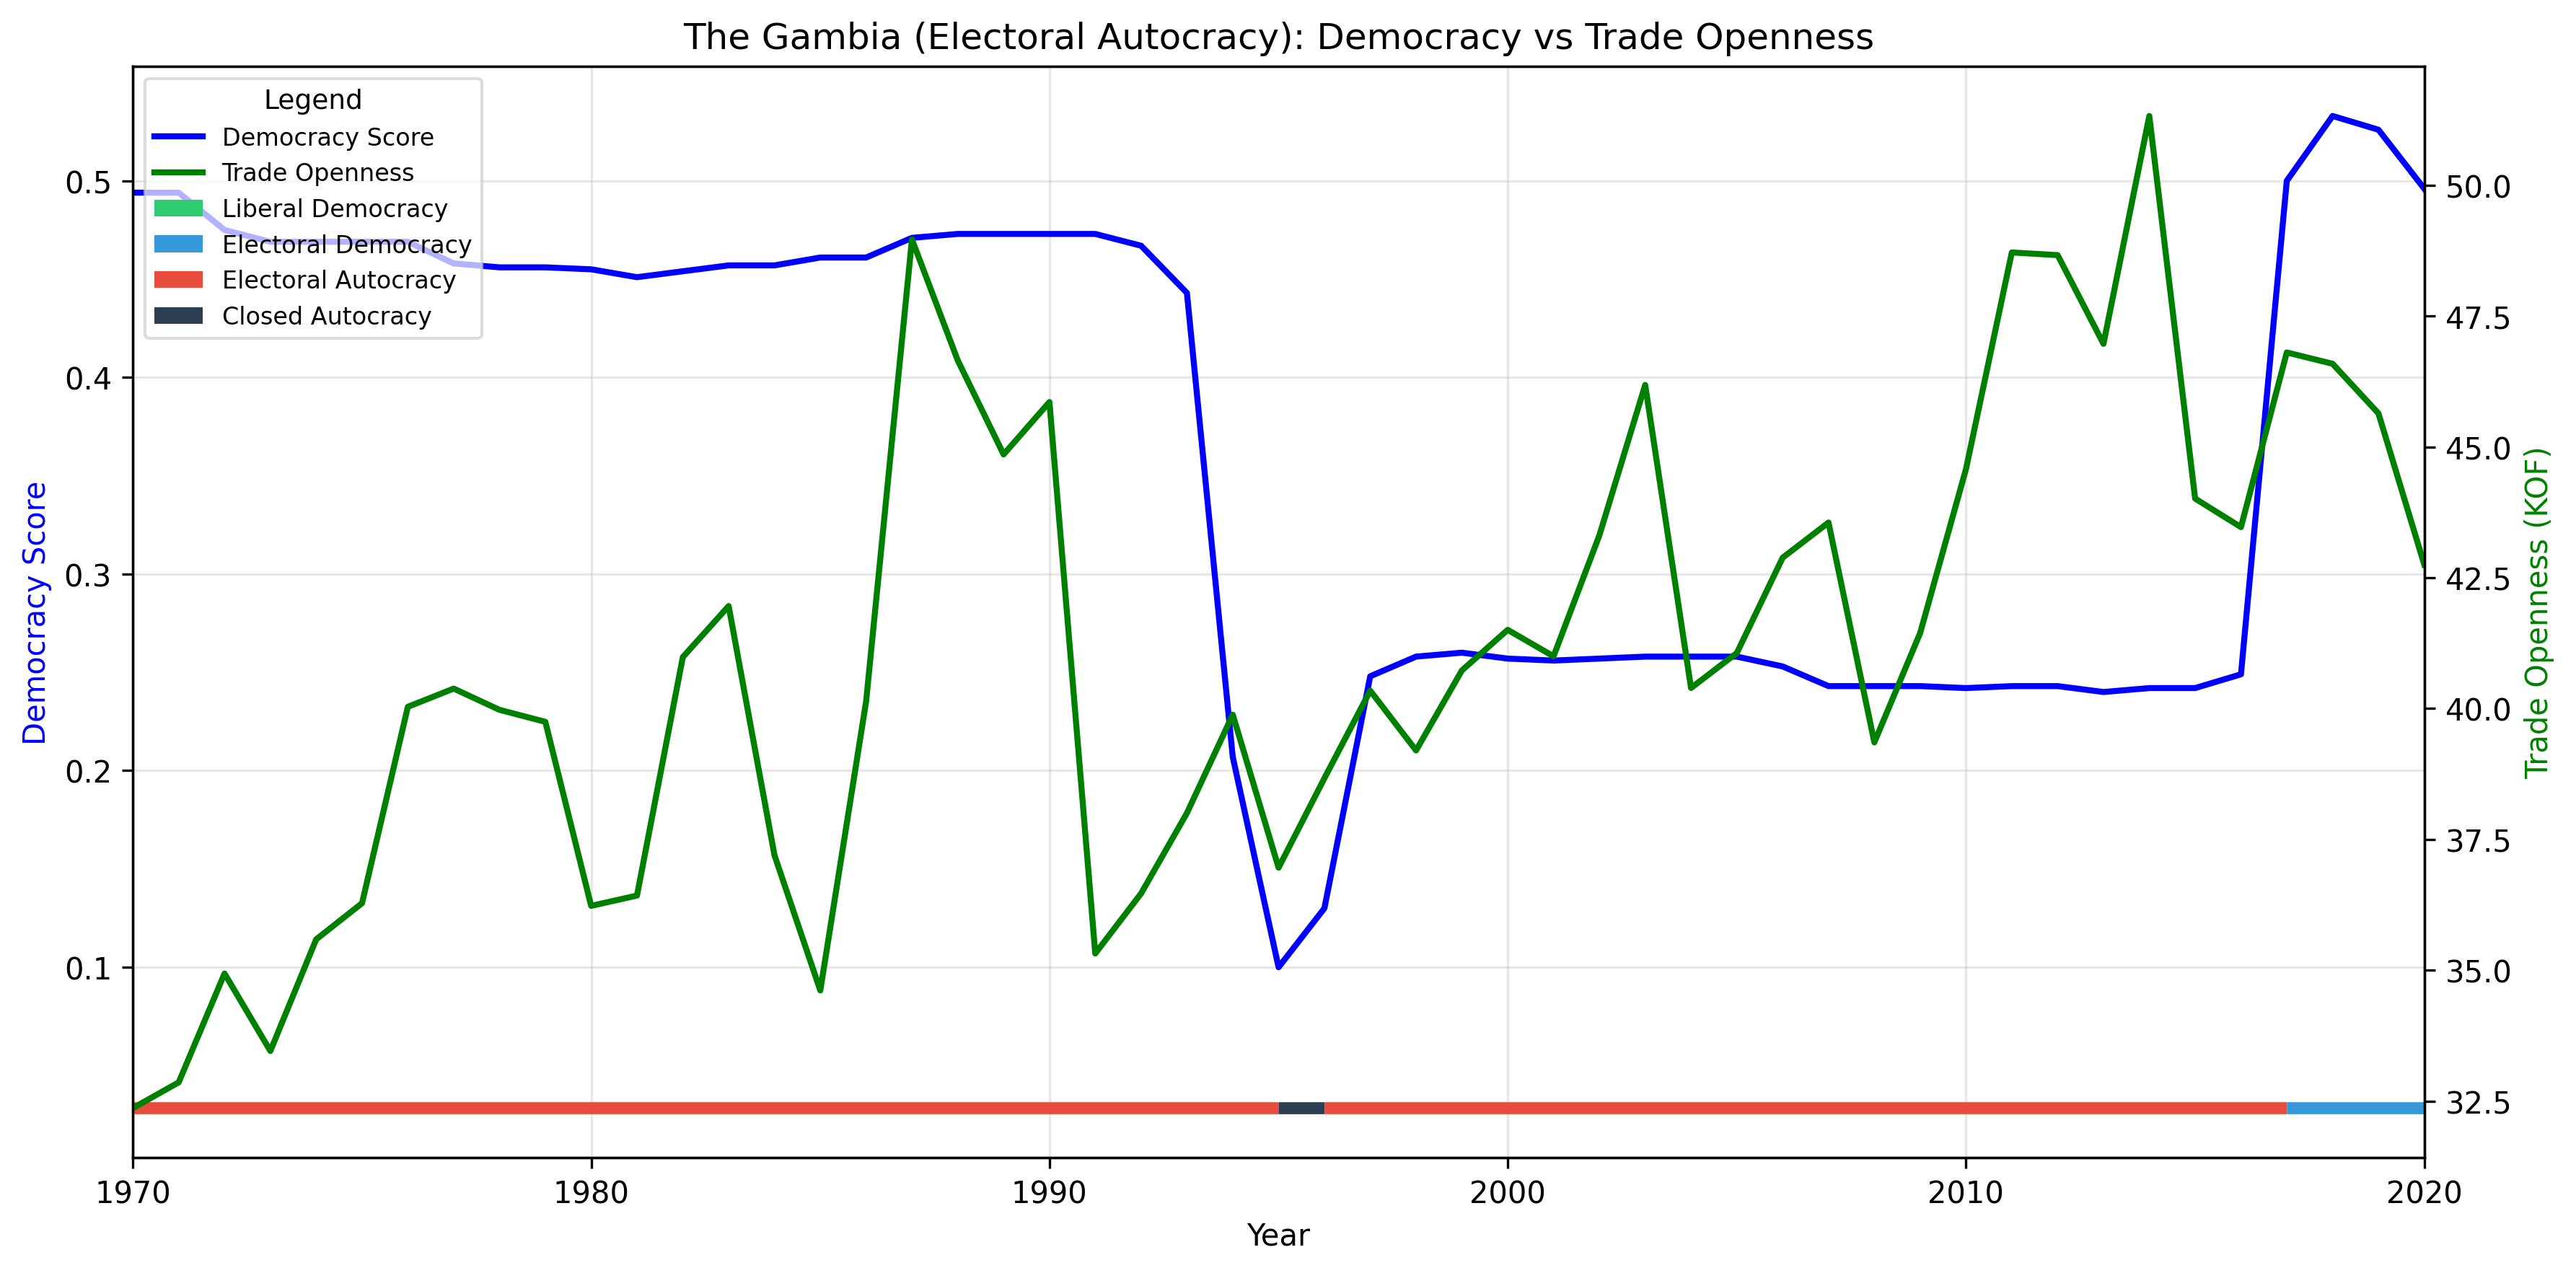 The Gambia (Electoral Autocracy): Democracy vs Trade Openness
Legend
Democracy Score
Trade Openness
Liberal Democracy
Electoral Democracy
Electoral Autocracy
Closed Autocracy
Democracy Score
0.5
0.4
0.3
0.2
0.1
50.0
47.5
45.0
42.5
40.0
37.5
35.0
32.5
Trade Openness (KOF)
1970 1980 1990 2000 2010 2020
Year